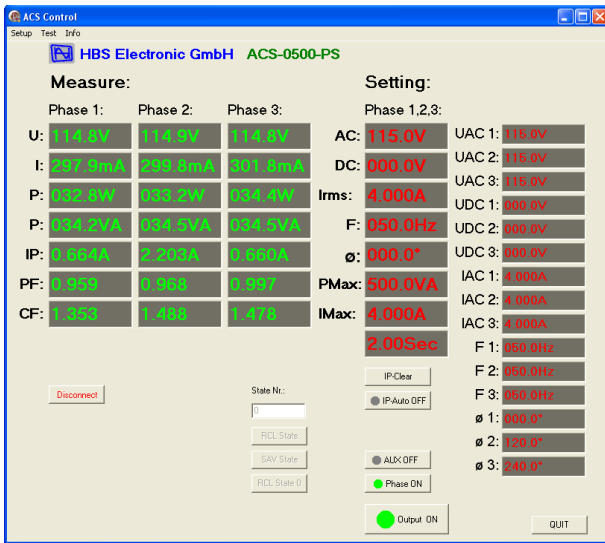 ACS Control
Setup Test Info
HBS Electronic GmbH ACS-0500-PS
Measure: Setting:
Phase 1: Phase 2: Phase 3: Phase 1,2,3:
U: 114.8V 114.9V 114.8V AC: 115.0V UAC 1: 115.0V
I: 297.9mA 299.8mA 301.8mA DC: 000.0V UAC 2: 115.0V
P: 032.8W 033.2W 034.4W Irms: 4.000A UAC 3: 115.0V
P: 034.2VA 034.5VA 034.5VA F: 050.0Hz UDC 1: 000.0V
IP: 0.664A 2.203A 0.660A ø: 000.0° UDC 2: 000.0V
PF: 0.959 0.968 0.997 PMax: 500.0VA UDC 3: 000.0V
CF: 1.353 1.488 1.478 IMax: 4.000A IAC 1: 4.000A
2.00Sec IAC 2: 4.000A
IAC 3: 4.000A
F 1: 050.0Hz
IP-Clear F 2: 050.0Hz
Disconnect State Nr.: IP-Auto OFF F 3: 050.0Hz
0 ø 1: 000.0°
RCL State ø 2: 120.0°
SAV State AUX OFF ø 3: 240.0°
RCL State 0 Phase ON
Output ON QUIT